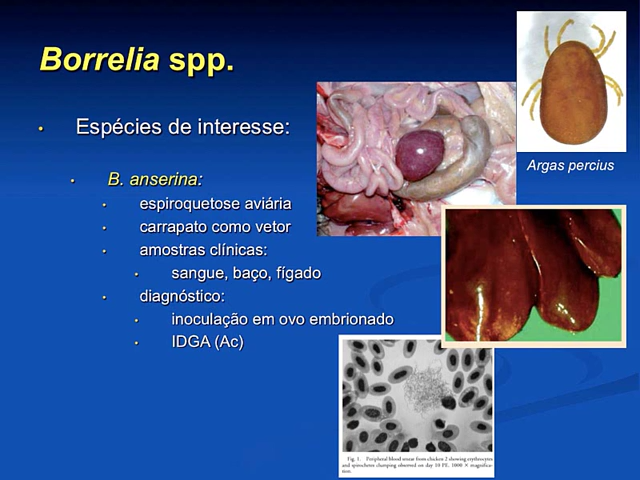 Borrelia spp.
Espécies de interesse:
B. anserina:
espiroquetose aviária
carrapato como vetor
amostras clínicas:
sangue, baço, fígado
diagnóstico:
inoculação em ovo embrionado
IDGA (Ac)
Argas percius
Fig. 1. Peripheral blood smear from chicken 2 showing erythrocytes
and spirochetes clumping observed on day 10 PI. 1000 × magnifica-
tion.